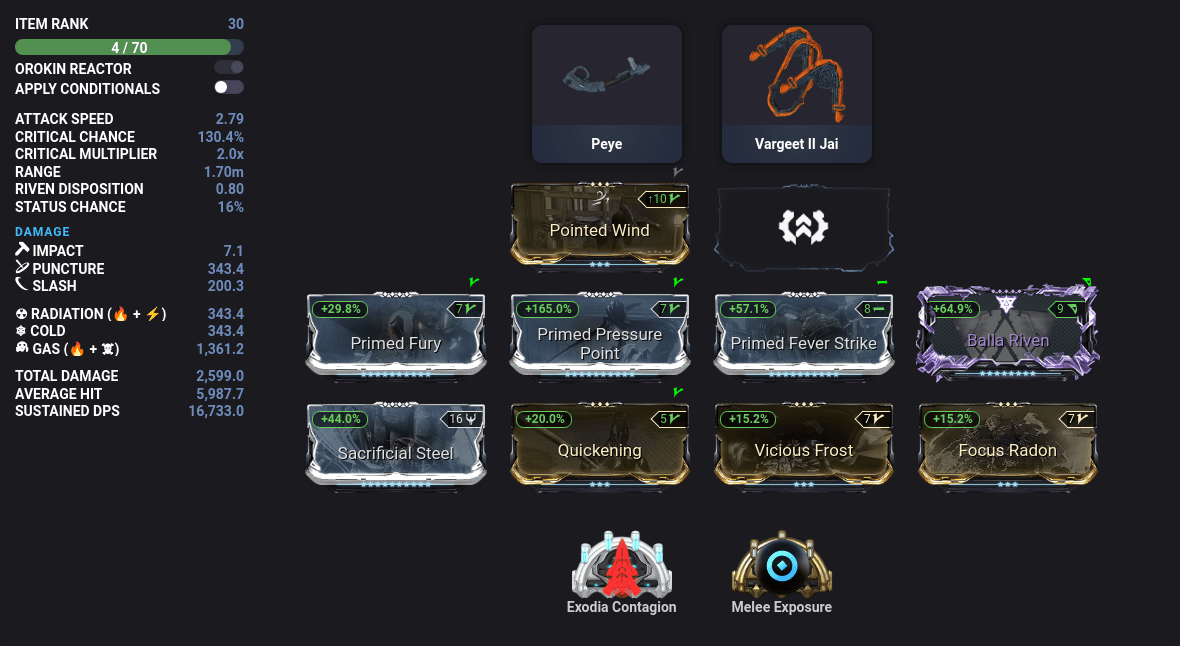 ITEM RANK 30
4 / 70
OROKIN REACTOR
APPLY CONDITIONALS
ATTACK SPEED 2.79
CRITICAL CHANCE 130.4%
CRITICAL MULTIPLIER 2.0x
RANGE 1.70m
RIVEN DISPOSITION 0.80
STATUS CHANCE 16%
DAMAGE
IMPACT 7.1
PUNCTURE 343.4
SLASH 200.3
☢ RADIATION (🔥 + ⚡) 343.4
❄ COLD 343.4
GAS (🔥 + ☠) 1,361.2
TOTAL DAMAGE 2,599.0
AVERAGE HIT 5,987.7
SUSTAINED DPS 16,733.0
Peye
Vargeet II Jai
↑10
Pointed Wind
+29.8% 7
Primed Fury
+165.0% 7
Primed Pressure
Point
+57.1% 8
Primed Fever Strike
+64.9% 9
Balla Riven
+44.0% 16
Sacrificial Steel
+20.0% 5
Quickening
+15.2% 7
Vicious Frost
+15.2% 7
Focus Radon
Exodia Contagion
Melee Exposure